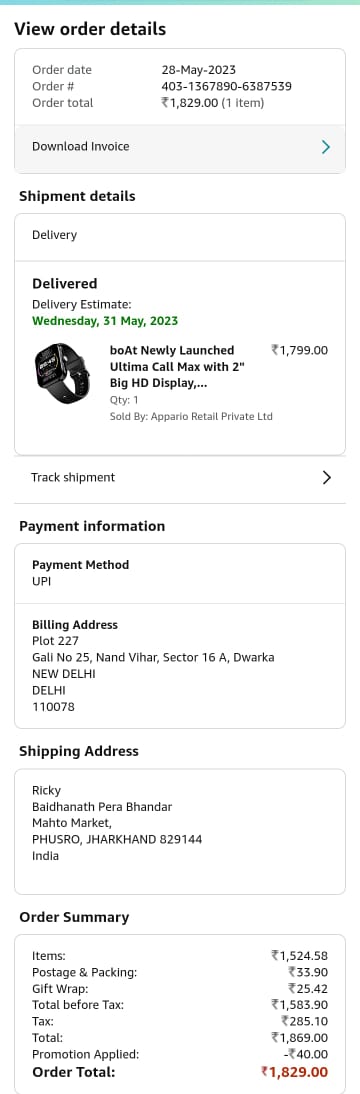 View order details
Order date 28-May-2023
Order # 403-1367890-6387539
Order total ₹1,829.00 (1 item)
Download Invoice
Shipment details
Delivery
Delivered
Delivery Estimate:
Wednesday, 31 May, 2023
boAt Newly Launched ₹1,799.00
Ultima Call Max with 2"
Big HD Display,...
Qty: 1
Sold By: Appario Retail Private Ltd
Track shipment
Payment information
Payment Method
UPI
Billing Address
Plot 227
Gali No 25, Nand Vihar, Sector 16 A, Dwarka
NEW DELHI
DELHI
110078
Shipping Address
Ricky
Baidhanath Pera Bhandar
Mahto Market,
PHUSRO, JHARKHAND 829144
India
Order Summary
Items: ₹1,524.58
Postage & Packing: ₹33.90
Gift Wrap: ₹25.42
Total before Tax: ₹1,583.90
Tax: ₹285.10
Total: ₹1,869.00
Promotion Applied: -₹40.00
Order Total: ₹1,829.00